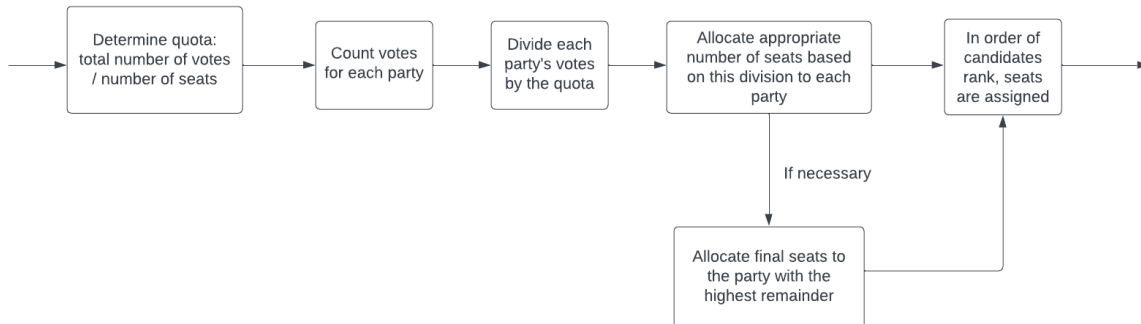 Determine quota:
total number of votes
/ number of seats
Count votes
for each party
Divide each
party's votes
by the quota
Allocate appropriate
number of seats based
on this division to each
party
In order of
candidates
rank, seats
are assigned
If necessary
Allocate final seats to
the party with the
highest remainder